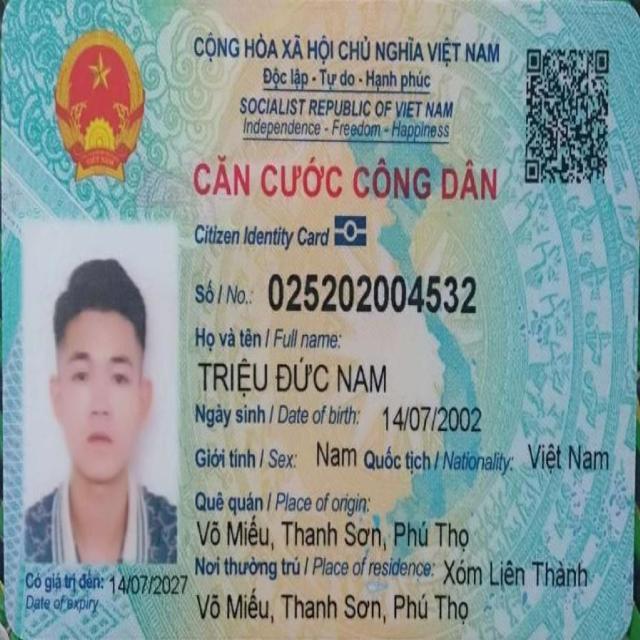 CỘNG HÒA XÃ HỘI CHỦ NGHĨA VIỆT NAM
Độc lập - Tự do - Hạnh phúc
SOCIALIST REPUBLIC OF VIET NAM
Independence - Freedom - Happiness
CĂN CƯỚC CÔNG DÂN
Citizen Identity Card
Số / No.: 025202004532
Họ và tên / Full name:
TRIỆU ĐỨC NAM
Ngày sinh / Date of birth: 14/07/2002
Giới tính / Sex: Nam Quốc tịch / Nationality: Việt Nam
Quê quán / Place of origin:
Võ Miếu, Thanh Sơn, Phú Thọ
Nơi thường trú / Place of residence: Xóm Liên Thành
Võ Miếu, Thanh Sơn, Phú Thọ
Có giá trị đến: 14/07/2027
Date of expiry